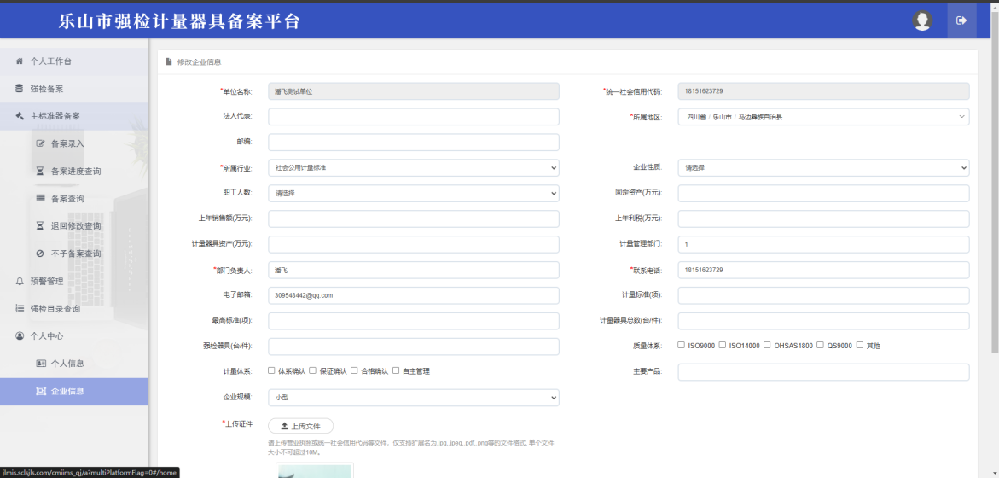 乐山市强检计量器具备案平台
个人工作台
强检备案
主标准器备案
备案录入
备案进度查询
备案查询
退回修改查询
不予备案查询
预警管理
强检目录查询
个人中心
个人信息
企业信息
修改企业信息
*单位名称: 潘飞测试单位 *统一社会信用代码: 18151623729
法人代表: *所属地区: 四川省 / 乐山市 / 马边彝族自治县
邮编:
*所属行业: 社会公用计量标准 企业性质: 请选择
职工人数: 请选择 固定资产(万元):
上年销售额(万元): 上年利税(万元):
计量器具资产(万元): 计量管理部门: 1
*部门负责人: 潘飞 *联系电话: 18151623729
电子邮箱: 309548442@qq.com 计量标准(项):
最高标准(项): 计量器具总数(台/件):
强检器具(台/件): 质量体系: ISO9000 ISO14000 OHSAS1800 QS9000 其他
计量体系: 体系确认 保证确认 合格确认 自主管理 主要产品:
企业规模: 小型
*上传证件 上传文件
请上传营业执照或统一社会信用代码等文件，仅支持扩展名为.jpg,.jpeg,.pdf,.png等的文件格式, 单个文件
大小不可超过10M。
jlmis.sclsjls.com/cmiims_qj/a?multiPlatformFlag=0#/home